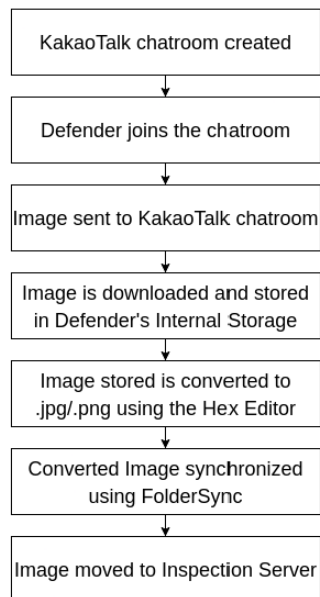 KakaoTalk chatroom created
Defender joins the chatroom
Image sent to KakaoTalk chatroom
Image is downloaded and stored
in Defender's Internal Storage
Image stored is converted to
.jpg/.png using the Hex Editor
Converted Image synchronized
using FolderSync
Image moved to Inspection Server